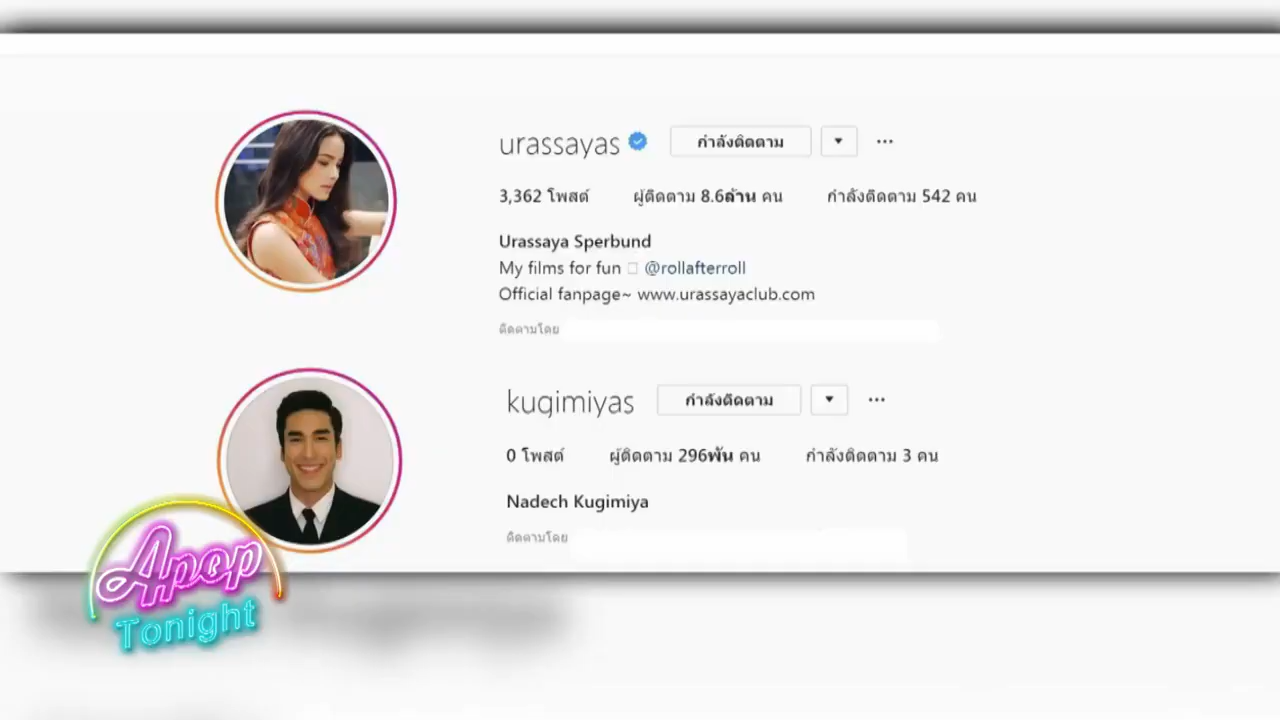 urassayas กำลังติดตาม
3,362 โพสต์ ผู้ติดตาม 8.6ล้าน คน กำลังติดตาม 542 คน
Urassaya Sperbund
My films for fun @rollafterroll
Official fanpage~ www.urassayaclub.com
ติดตามโดย
kugimiyas กำลังติดตาม
0 โพสต์ ผู้ติดตาม 296พัน คน กำลังติดตาม 3 คน
Nadech Kugimiya
ติดตามโดย
Apop
Tonight